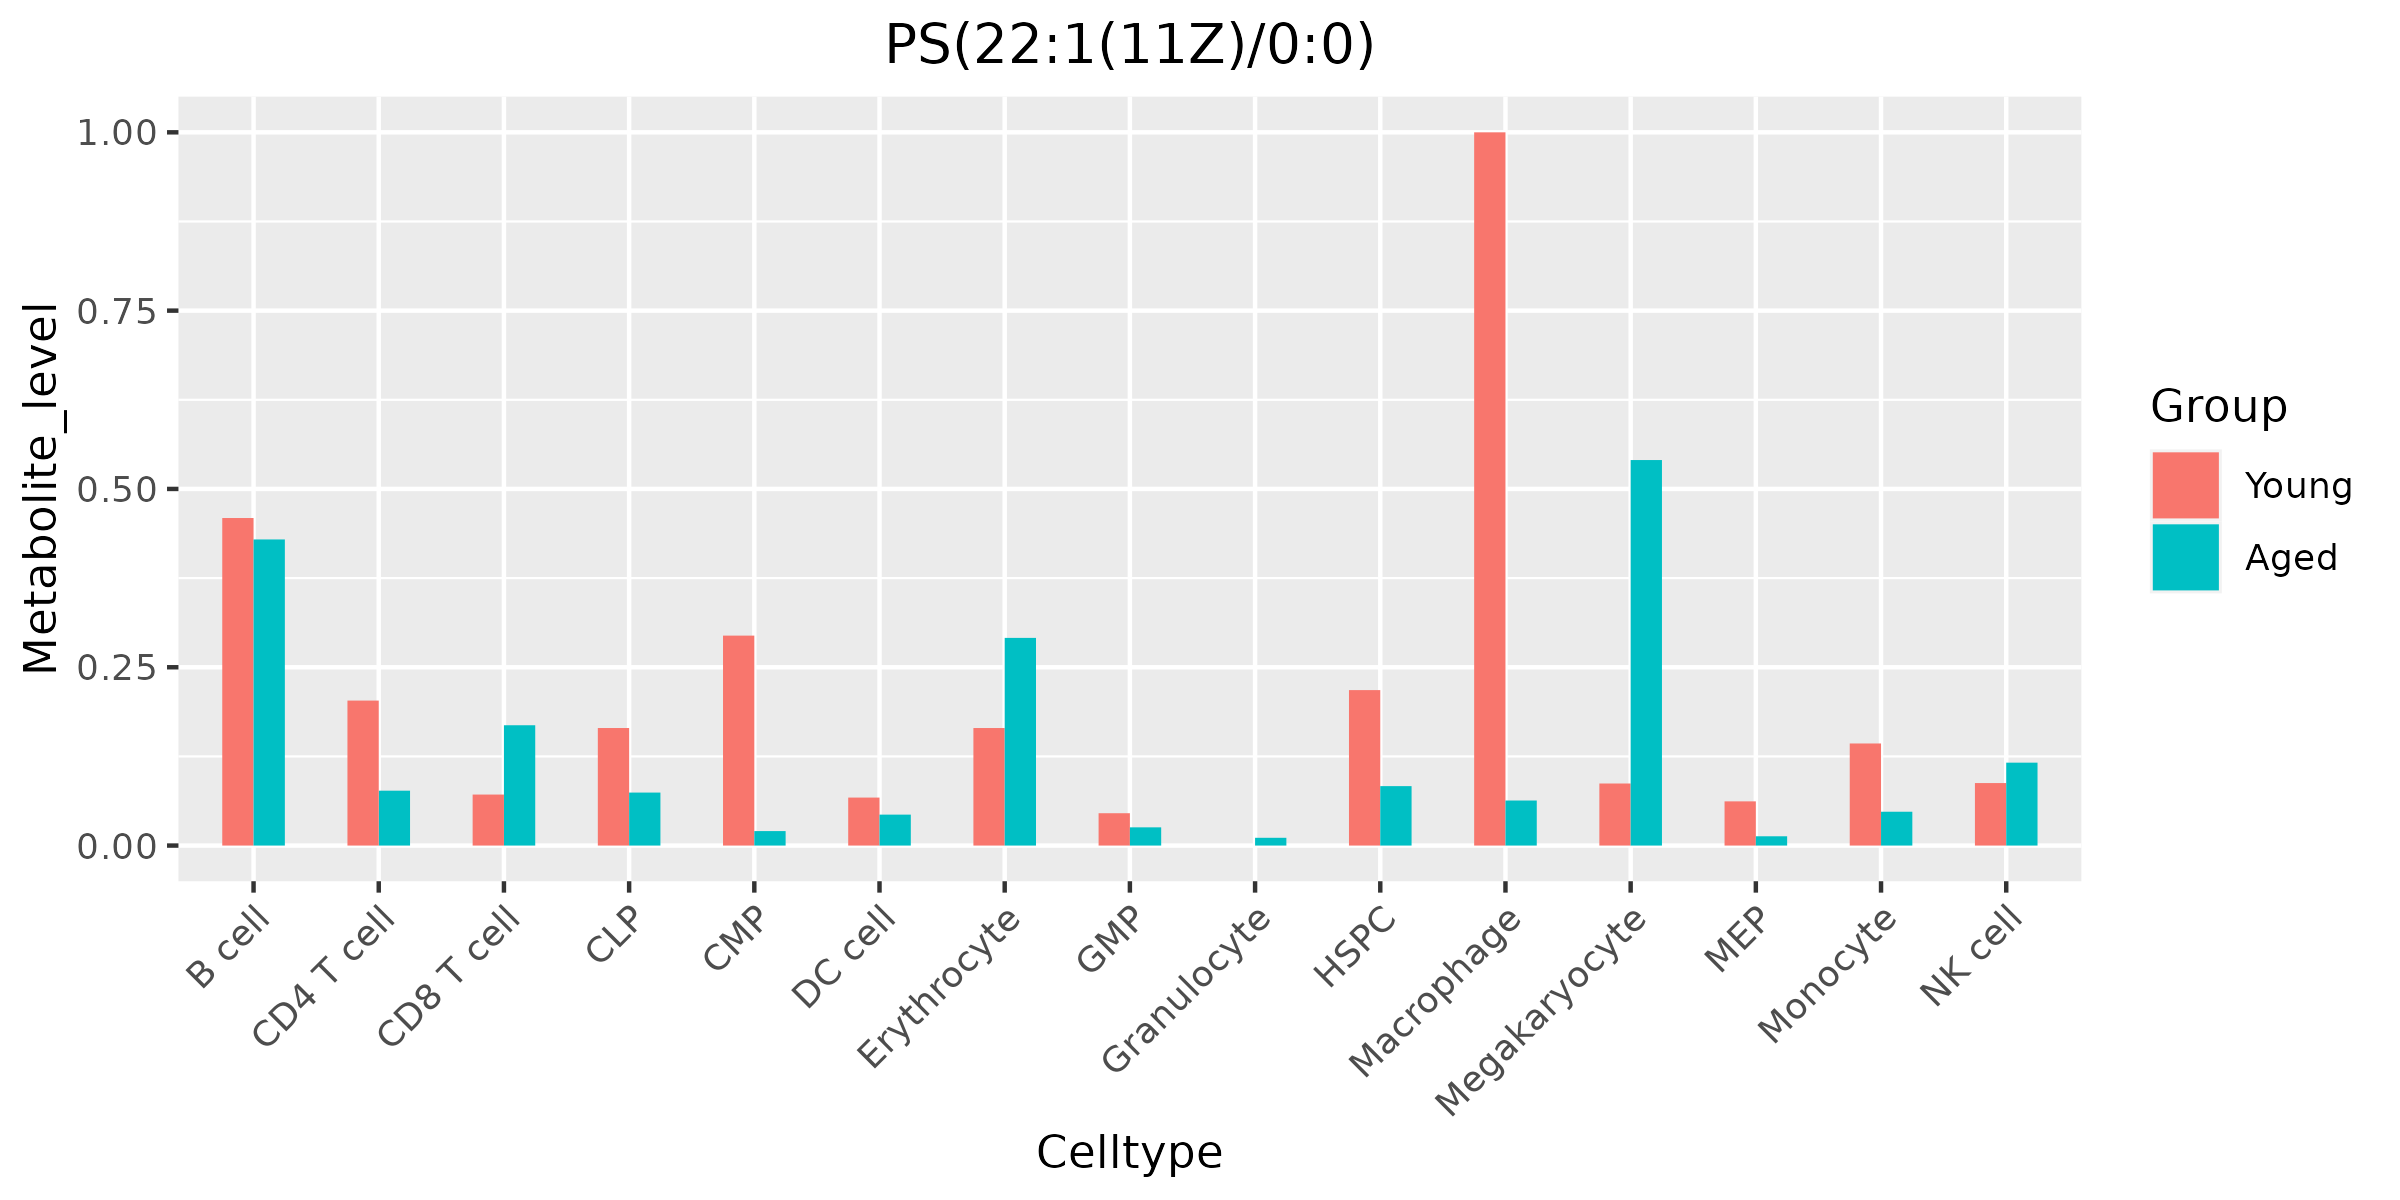 PS(22:1(11Z)/0:0)
Metabolite_level
1.00
0.75
0.50
0.25
0.00
B cell
CD4 T cell
CD8 T cell
CLP
CMP
DC cell
Erythrocyte
GMP
Granulocyte
HSPC
Macrophage
Megakaryocyte
MEP
Monocyte
NK cell
Celltype
Group
Young
Aged